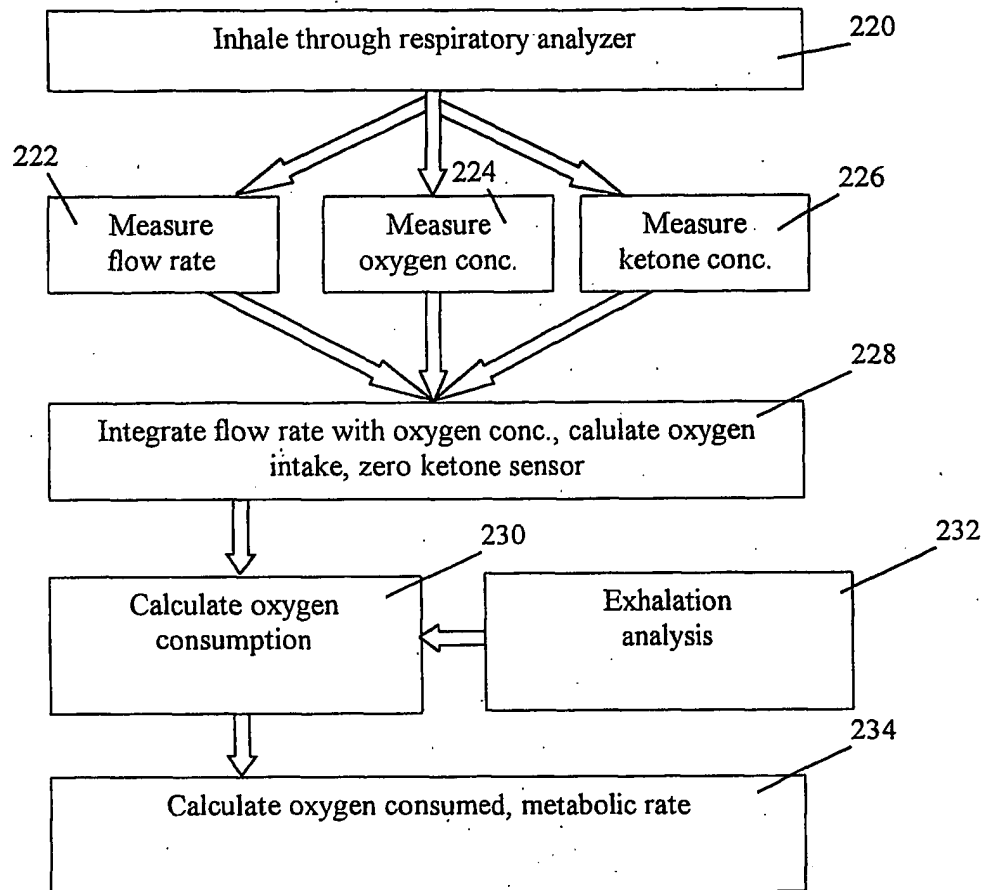 Inhale through respiratory analyzer
220
222
224
226
Measure
flow rate
Measure
oxygen conc.
Measure
ketone conc.
228
Integrate flow rate with oxygen conc., calulate oxygen
intake, zero ketone sensor
230
232
Calculate oxygen
consumption
Exhalation
analysis
234
Calculate oxygen consumed, metabolic rate